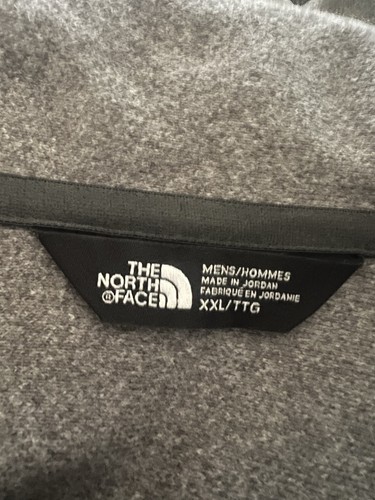 THE
NORTH
FACE
MENS/HOMMES
MADE IN JORDAN
FABRIQUÉ EN JORDANIE
XXL/TTG